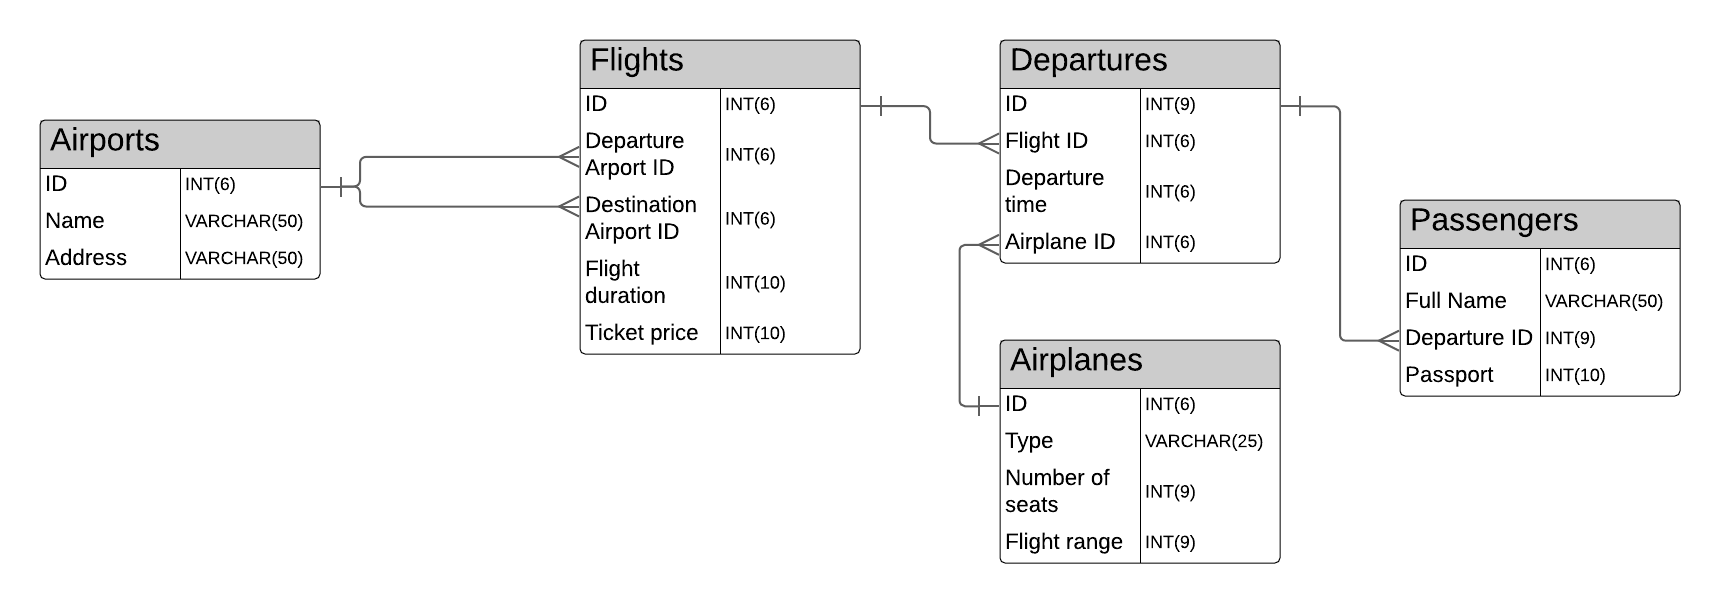 Airports
ID INT(6)
Name VARCHAR(50)
Address VARCHAR(50)
Flights
ID INT(6)
Departure
Arport ID INT(6)
Destination
Airport ID INT(6)
Flight
duration INT(10)
Ticket price INT(10)
Departures
ID INT(9)
Flight ID INT(6)
Departure
time INT(6)
Airplane ID INT(6)
Airplanes
ID INT(6)
Type VARCHAR(25)
Number of
seats INT(9)
Flight range INT(9)
Passengers
ID INT(6)
Full Name VARCHAR(50)
Departure ID INT(9)
Passport INT(10)